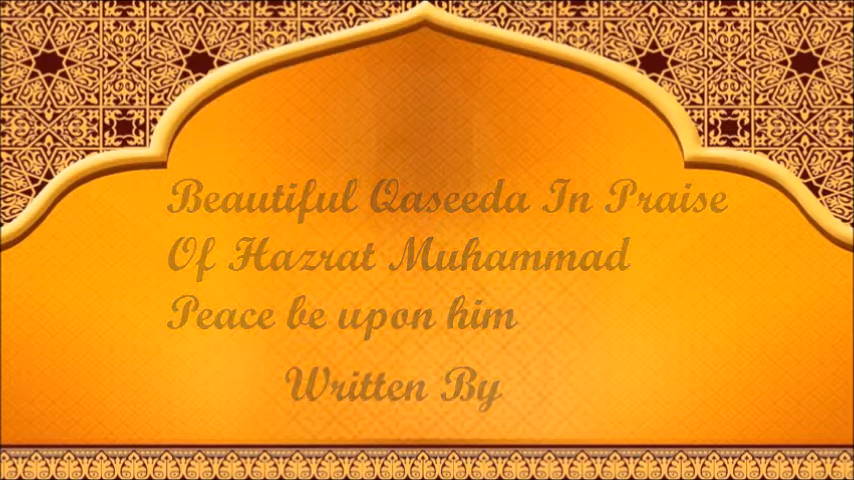 Beautiful Qaseeda In Praise
Of Hazrat Muhammad
Peace be upon him
Written By